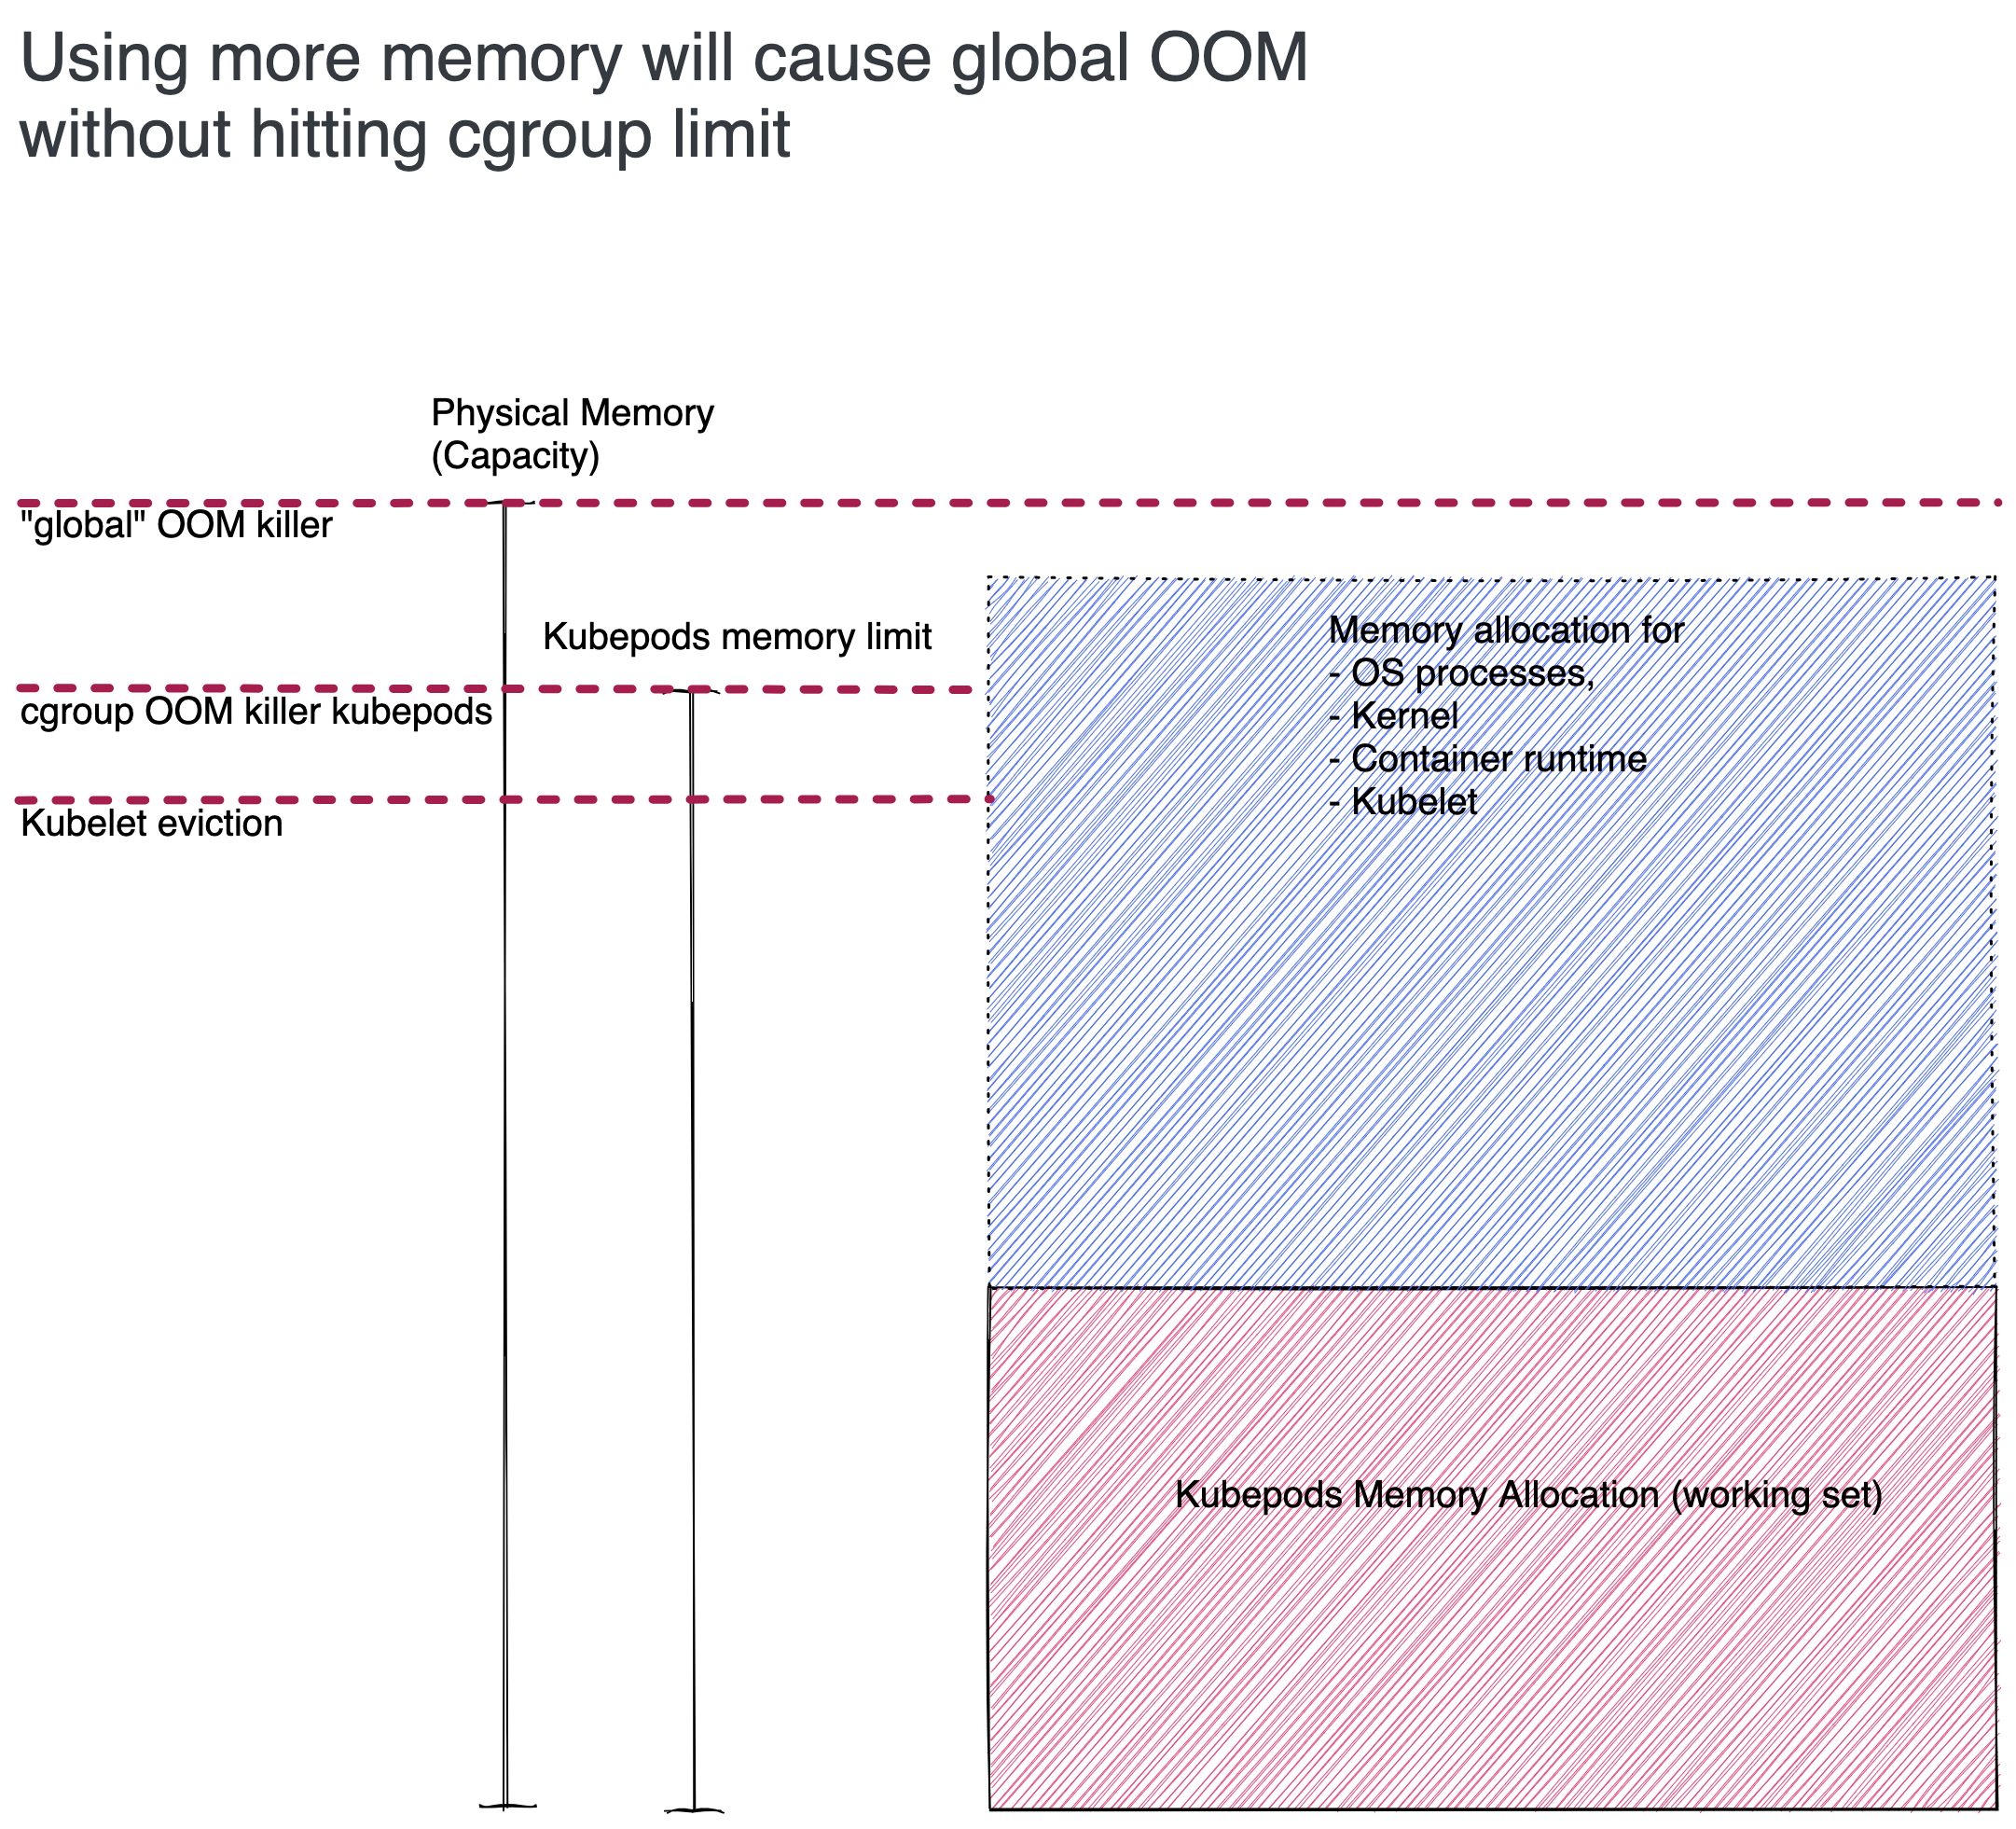 Using more memory will cause global OOM
without hitting cgroup limit
Physical Memory
(Capacity)
"global" OOM killer
Kubepods memory limit
cgroup OOM killer kubepods
Kubelet eviction
Memory allocation for
- OS processes,
- Kernel
- Container runtime
- Kubelet
Kubepods Memory Allocation (working set)